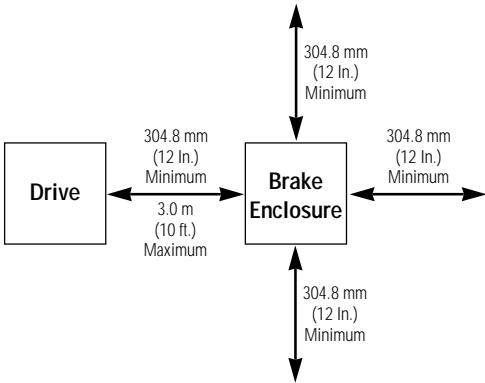 304.8 mm
(12 In.)
Minimum
304.8 mm
(12 In.)
Minimum
304.8 mm
(12 In.)
Minimum
Drive
Brake
Enclosure
3.0 m
(10 ft.)
Maximum
304.8 mm
(12 In.)
Minimum